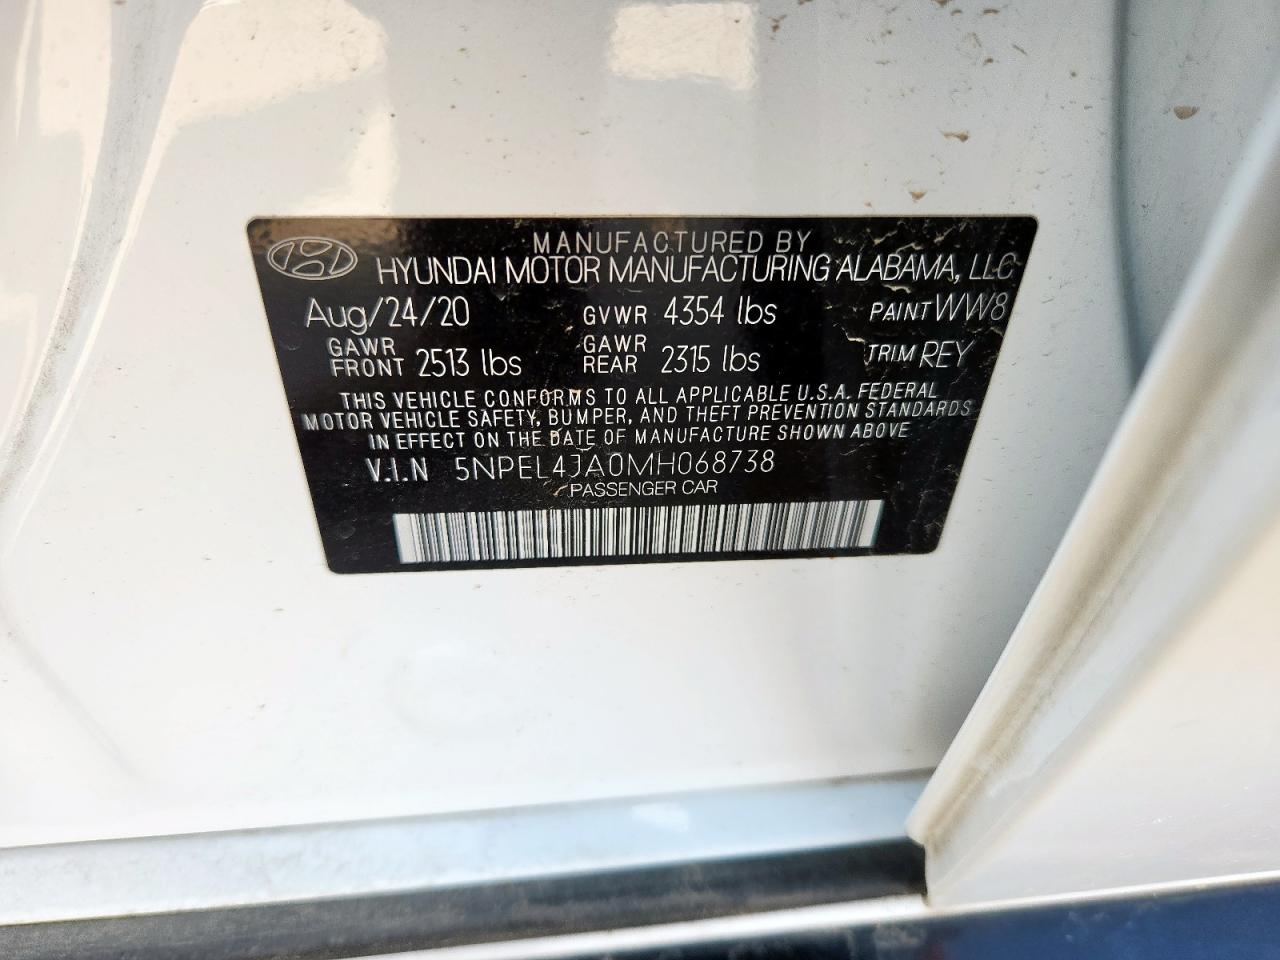 MANUFACTURED BY
HYUNDAI MOTOR MANUFACTURING ALABAMA, LLC
Aug/24/20 GVWR 4354 lbs PAINT WW8
GAWR FRONT 2513 lbs GAWR REAR 2315 lbs TRIM REY
THIS VEHICLE CONFORMS TO ALL APPLICABLE U.S.A. FEDERAL
MOTOR VEHICLE SAFETY, BUMPER, AND THEFT PREVENTION STANDARDS
IN EFFECT ON THE DATE OF MANUFACTURE SHOWN ABOVE
V.I.N 5NPEL4JA0MH068738
PASSENGER CAR